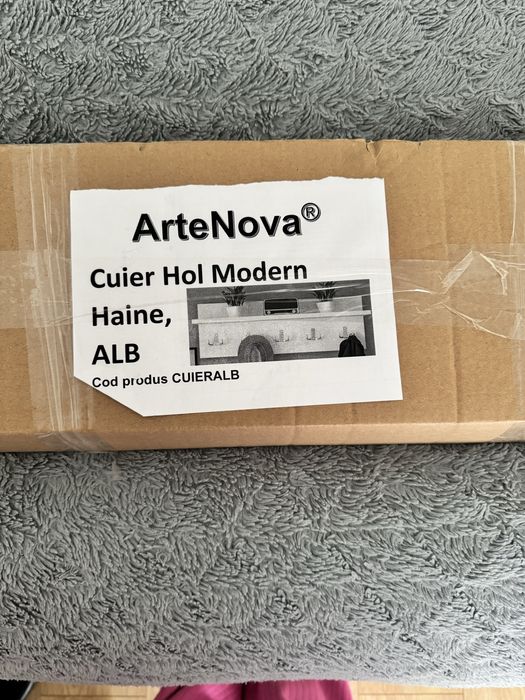 ArteNova®
Cuier Hol Modern
Haine,
ALB
Cod produs CUIERALB